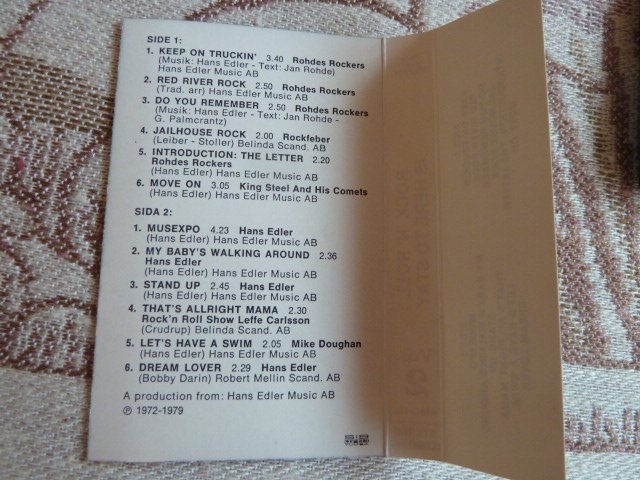 SIDE 1:
1. KEEP ON TRUCKIN' 3.40 Rohdes Rockers
(Musik: Hans Edler - Text: Jan Rohde)
Hans Edler Music AB
2. RED RIVER ROCK 2.50 Rohdes Rockers
(Trad. arr) Hans Edler Music AB
3. DO YOU REMEMBER 2.50 Rohdes Rockers
(Musik: Hans Edler - Text: Jan Rohde -
G. Palmcrantz)
4. JAILHOUSE ROCK 2.00 Rockfeber
(Leiber - Stoller) Belinda Scand. AB
5. INTRODUCTION: THE LETTER 2.20
Rohdes Rockers
(Hans Edler) Hans Edler Music AB
6. MOVE ON 3.05 King Steel And His Comets
(Hans Edler) Hans Edler Music AB
SIDA 2:
1. MUSEXPO 4.23 Hans Edler
(Hans Edler) Hans Edler Music AB
2. MY BABY'S WALKING AROUND 2.36
Hans Edler
(Hans Edler) Hans Edler Music AB
3. STAND UP 2.45 Hans Edler
(Hans Edler) Hans Edler Music AB
4. THAT'S ALLRIGHT MAMA 2.30
Rock'n Roll Show Leffe Carlsson
(Crudrup) Belinda Scand. AB
5. LET'S HAVE A SWIM 2.05 Mike Doughan
(Hans Edler) Hans Edler Music AB
6. DREAM LOVER 2.29 Hans Edler
(Bobby Darin) Robert Mellin Scand. AB
A production from: Hans Edler Music AB
℗ 1972-1979